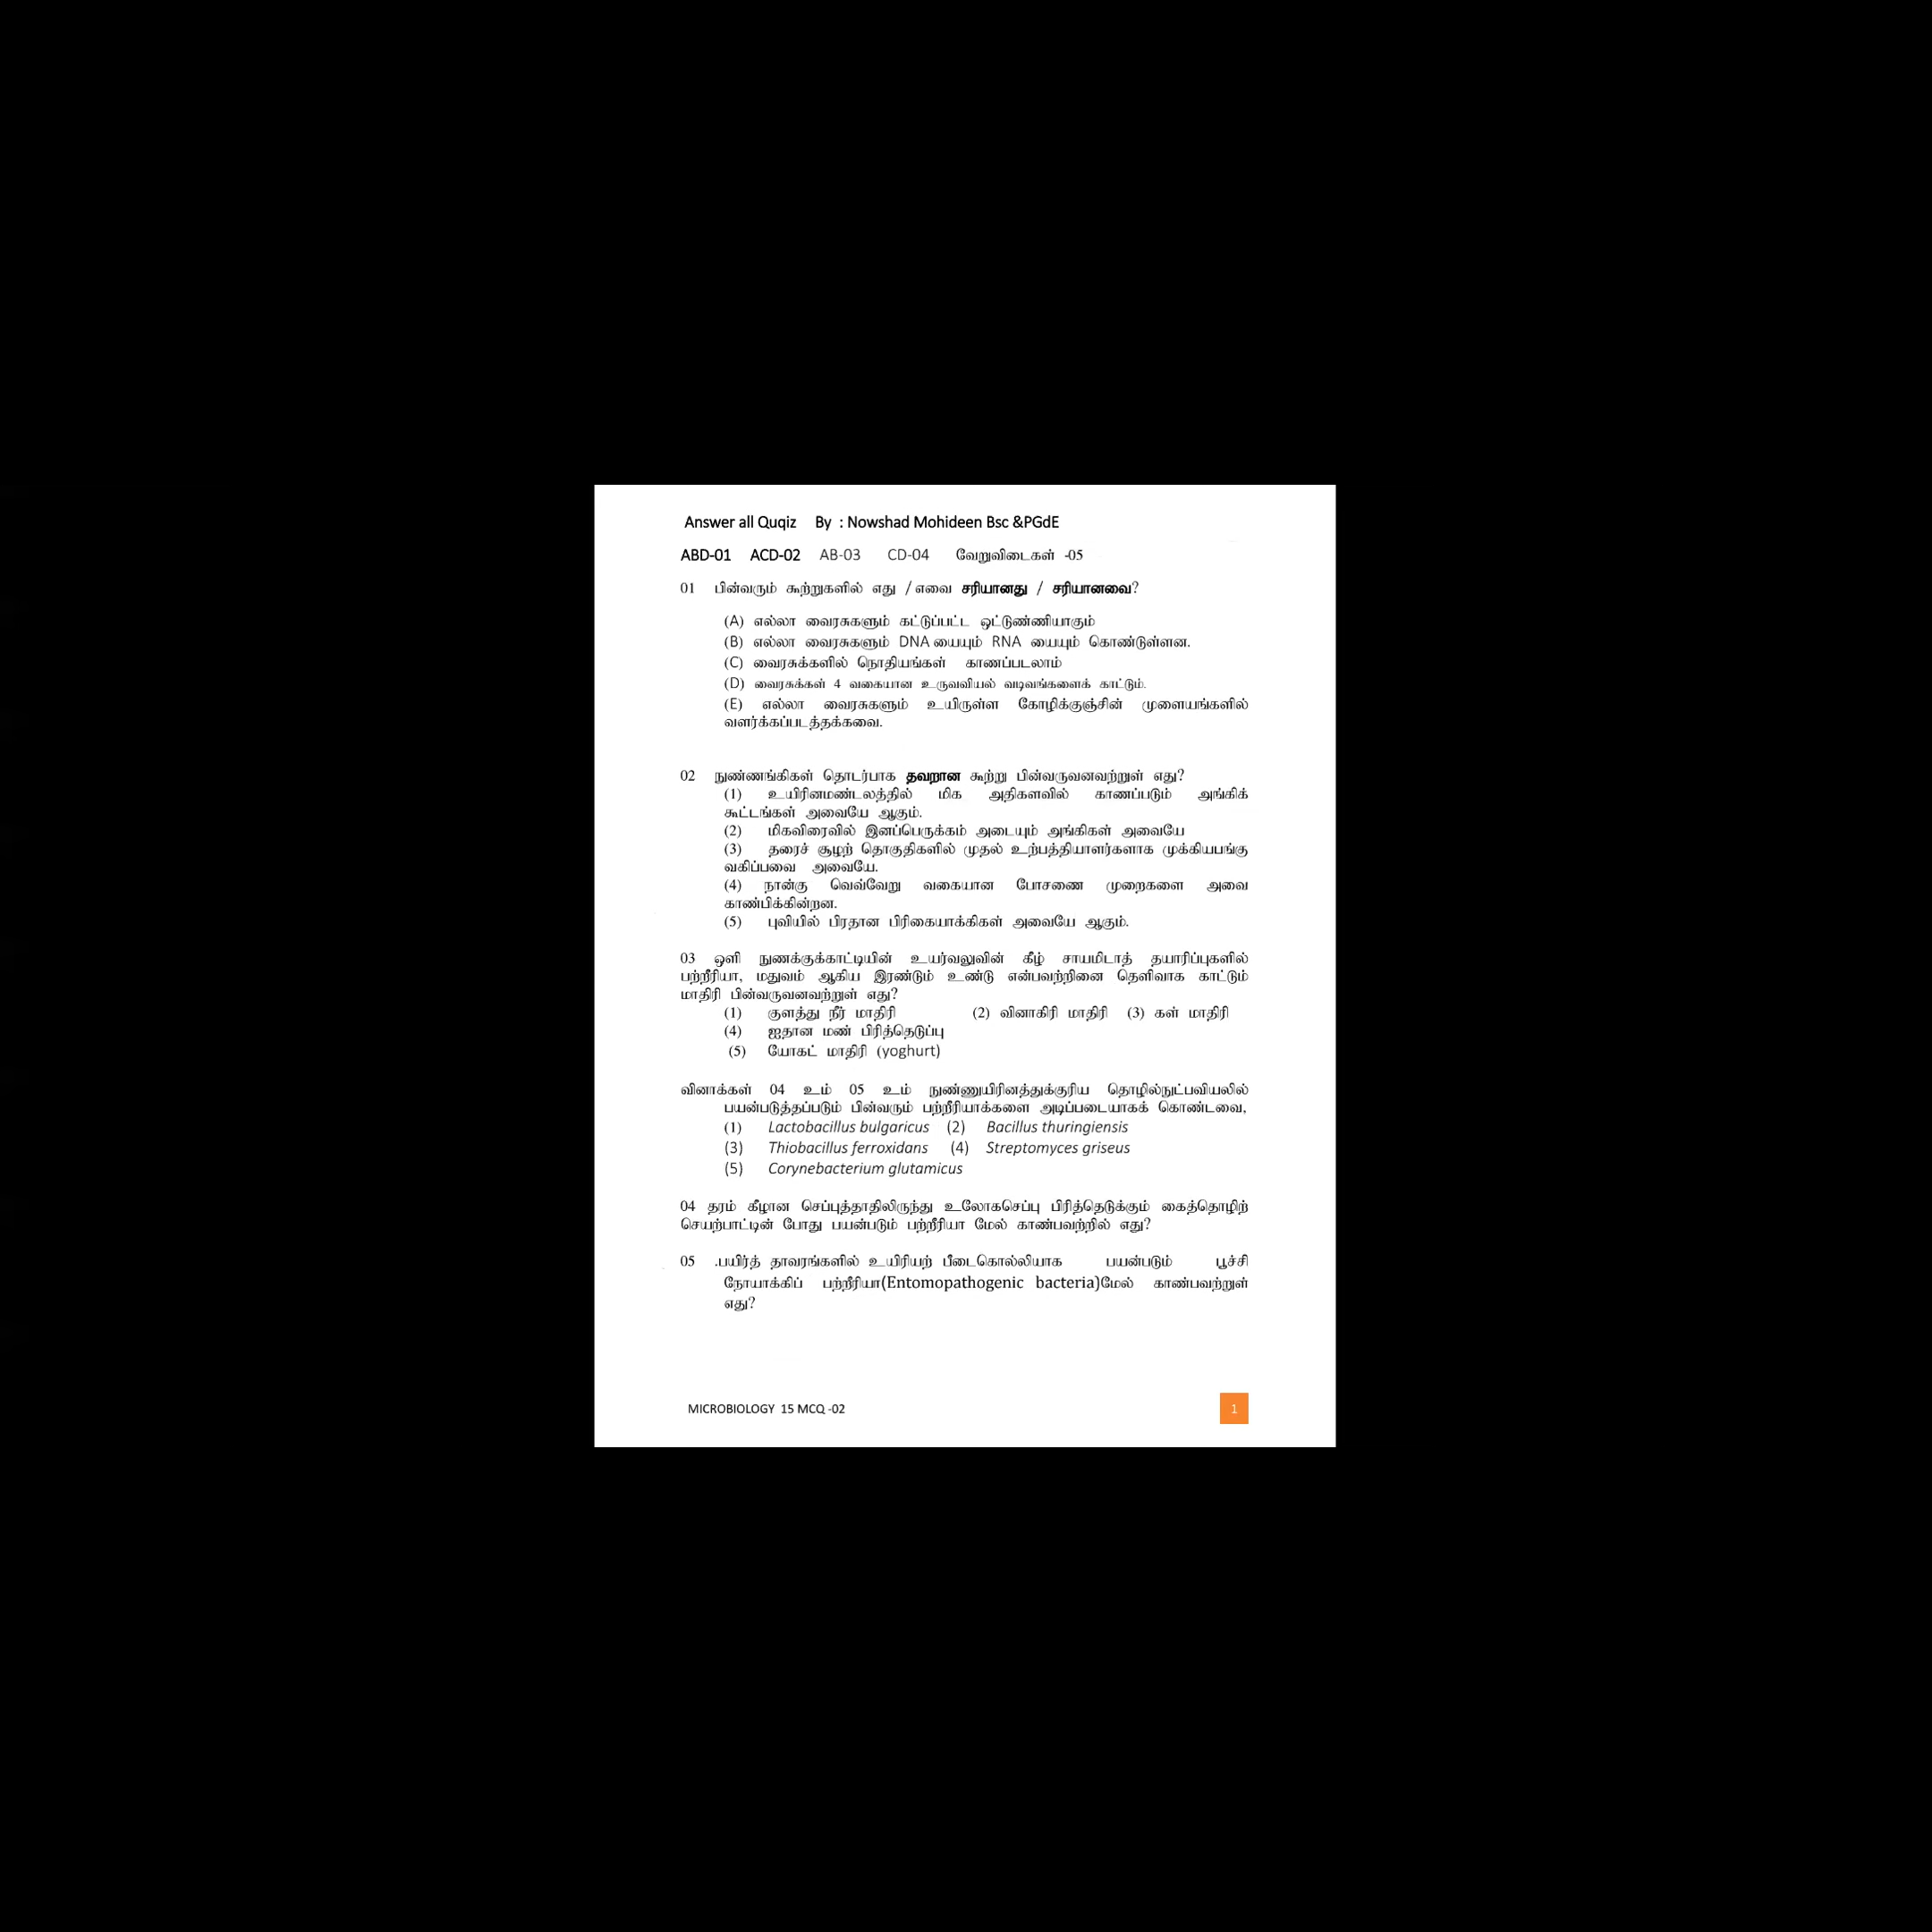 Answer all Quqiz By : Nowshad Mohideen Bsc &PGdE
ABD-01 ACD-02 AB-03 CD-04 வேறுவிடைகள் -05
01 பின்வரும் கூற்றுகளில் எது / எவை சரியானது / சரியானவை?
(A) எல்லா வைரசுகளும் கட்டுப்பட்ட ஒட்டுண்ணியாகும்
(B) எல்லா வைரசுகளும் DNA யையும் RNA யையும் கொண்டுள்ளன.
(C) வைரசுக்களில் நொதியங்கள் காணப்படலாம்
(D) வைரசுக்கள் 4 வகையான உருவவியல் வடிவங்களைக் காட்டும்.
(E) எல்லா வைரசுகளும் உயிருள்ள கோழிக்குஞ்சின் முளையங்களில்
வளர்க்கப்படத்தக்கவை.
02 நுண்ணங்கிகள் தொடர்பாக தவறான கூற்று பின்வருவனவற்றுள் எது?
(1) உயிரினமண்டலத்தில் மிக அதிகளவில் காணப்படும் அங்கிக்
கூட்டங்கள் அவையே ஆகும்.
(2) மிகவிரைவில் இனப்பெருக்கம் அடையும் அங்கிகள் அவையே
(3) தரைச் சூழற் தொகுதிகளில் முதல் உற்பத்தியாளர்களாக முக்கியபங்கு
வகிப்பவை அவையே.
(4) நான்கு வெவ்வேறு வகையான போசணை முறைகளை அவை
காண்பிக்கின்றன.
(5) புவியில் பிரதான பிரிகையாக்கிகள் அவையே ஆகும்.
03 ஒளி நுணக்குக்காட்டியின் உயர்வலுவின் கீழ் சாயமிடாத் தயாரிப்புகளில்
பற்றீரியா, மதுவம் ஆகிய இரண்டும் உண்டு என்பவற்றினை தெளிவாக காட்டும்
மாதிரி பின்வருவனவற்றுள் எது?
(1) குளத்து நீர் மாதிரி (2) வினாகிரி மாதிரி (3) கள் மாதிரி
(4) ஐதான மண் பிரித்தெடுப்பு
(5) யோகட் மாதிரி (yoghurt)
வினாக்கள் 04 உம் 05 உம் நுண்ணுயிரினத்துக்குரிய தொழில்நுட்பவியலில்
பயன்படுத்தப்படும் பின்வரும் பற்றீரியாக்களை அடிப்படையாகக் கொண்டவை,
(1) Lactobacillus bulgaricus (2) Bacillus thuringiensis
(3) Thiobacillus ferroxidans (4) Streptomyces griseus
(5) Corynebacterium glutamicus
04 தரம் கீழான செப்புத்தாதிலிருந்து உலோகசெப்பு பிரித்தெடுக்கும் கைத்தொழிற்
செயற்பாட்டின் போது பயன்படும் பற்றீரியா மேல் காண்பவற்றில் எது?
05 .பயிர்த் தாவரங்களில் உயிரியற் பீடைகொல்லியாக பயன்படும் பூச்சி
நோயாக்கிப் பற்றீரியா(Entomopathogenic bacteria)மேல் காண்பவற்றுள்
எது?
MICROBIOLOGY 15 MCQ -02
1